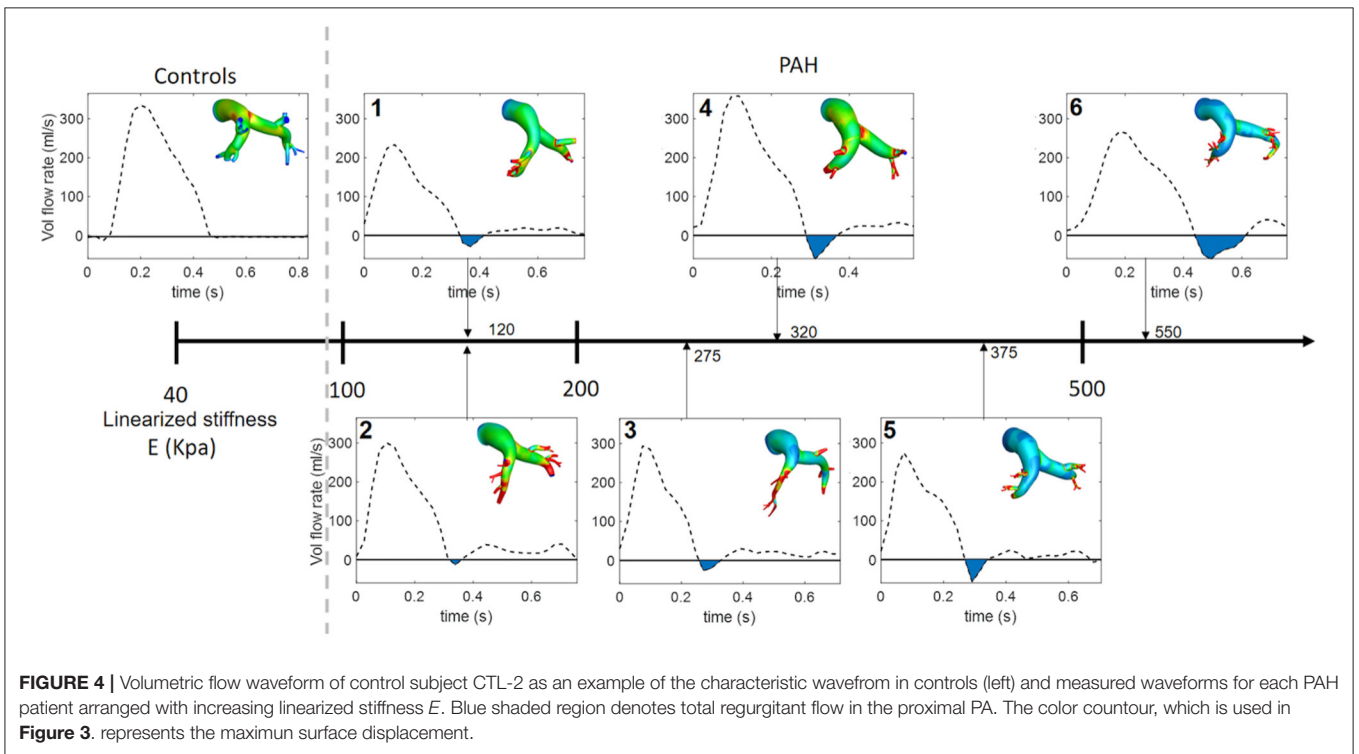 Controls
PAH
Vol flow rate (ml/s)
300
200
100
0
0 0.2 0.4 0.6 0.8
time (s)
1
300
200
100
0
0 0.2 0.4 0.6
time (s)
4
300
200
100
0
0 0.2 0.4
time (s)
6
300
200
100
0
0 0.2 0.4 0.6
time (s)
120
320
550
275
375
40
100
200
500
Linearized stiffness
E (Kpa)
2
Vol flow rate (ml/s)
300
200
100
0
0 0.2 0.4 0.6
time (s)
3
300
200
100
0
0 0.2 0.4 0.6
time (s)
5
300
200
100
0
0 0.2 0.4 0.6
time (s)
FIGURE 4 | Volumetric flow waveform of control subject CTL-2 as an example of the characteristic wavefrom in controls (left) and measured waveforms for each PAH
patient arranged with increasing linearized stiffness E. Blue shaded region denotes total regurgitant flow in the proximal PA. The color countour, which is used in
Figure 3. represents the maximun surface displacement.